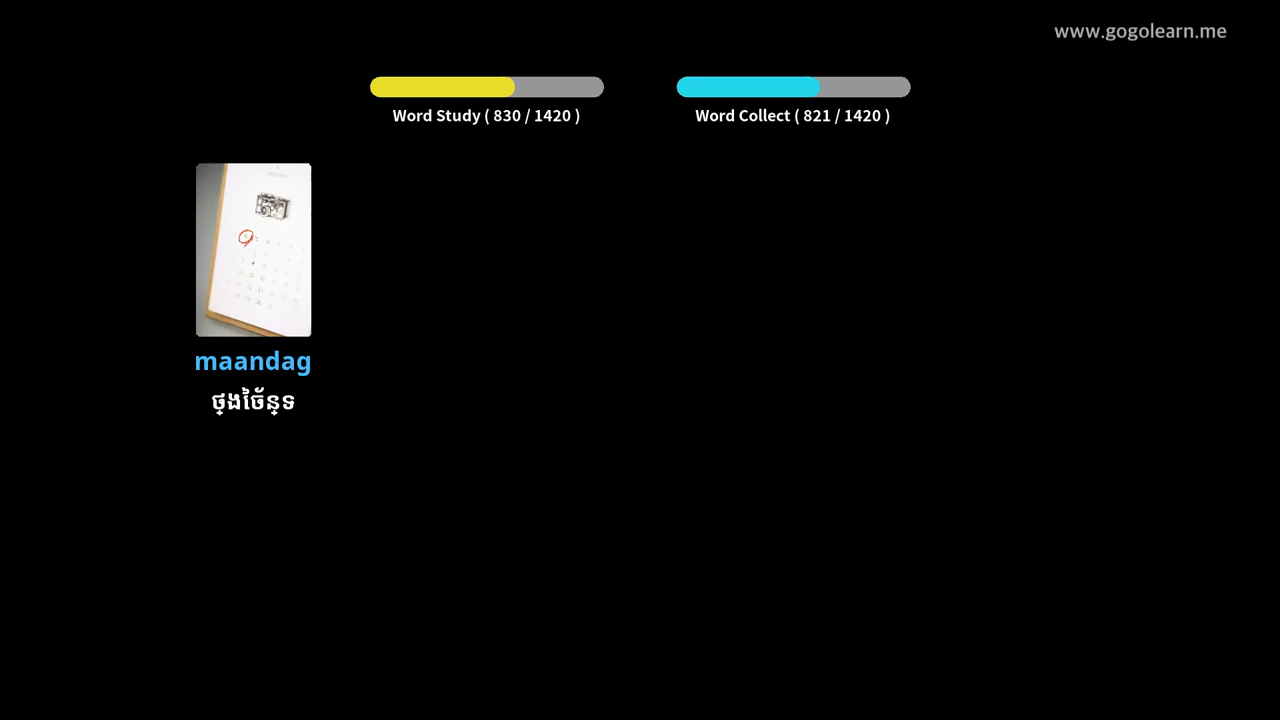 www.gogolearn.me
Word Study ( 830 / 1420 )
Word Collect ( 821 / 1420 )
maandag
ថ្ងៃច័ន្ទ